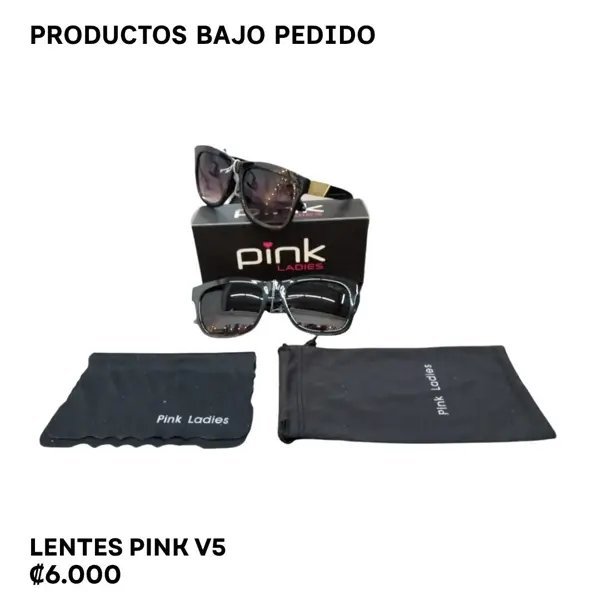 PRODUCTOS BAJO PEDIDO
pink
LADIES
Pink Ladies
Pink Ladies
LENTES PINK V5
₡6.000